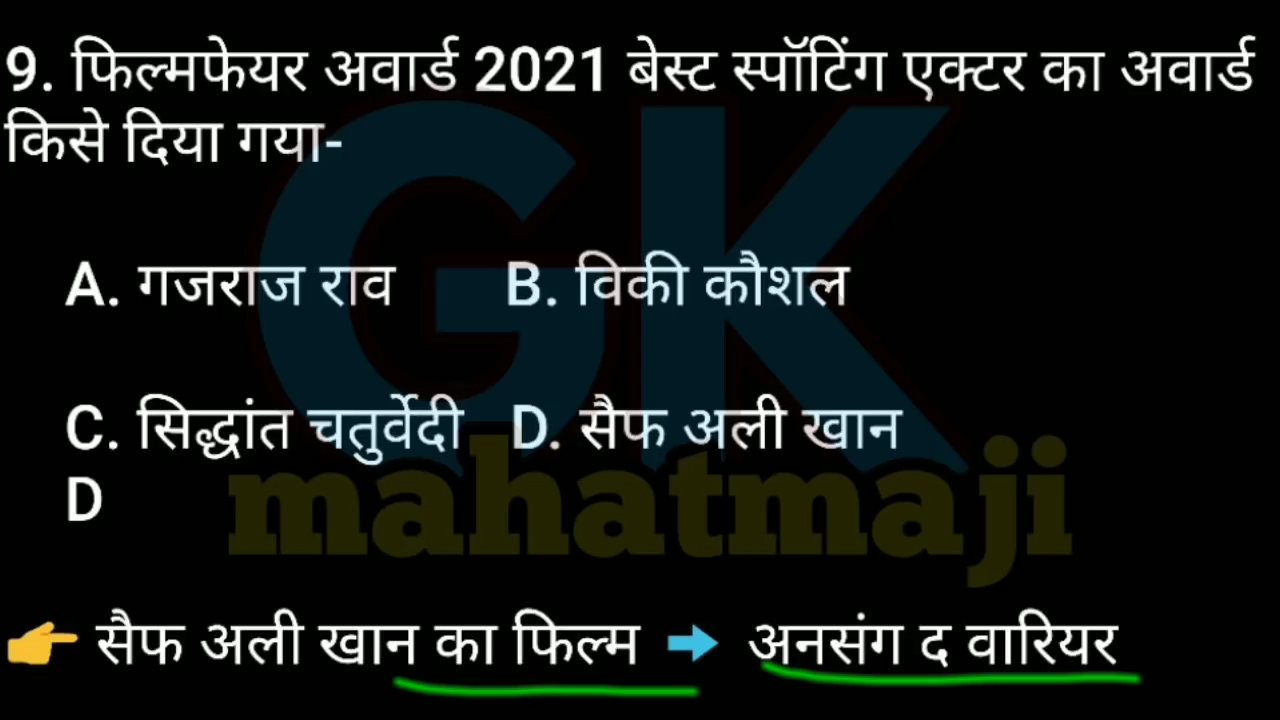 9. फिल्मफेयर अवार्ड 2021 बेस्ट स्पॉटिंग एक्टर का अवार्ड
किसे दिया गया-
A. गजराज राव B. विकी कौशल
C. सिद्धांत चतुर्वेदी D. सैफ अली खान
D
👉 सैफ अली खान का फिल्म ➡ अनसंग द वारियर
GK
mahatmaji